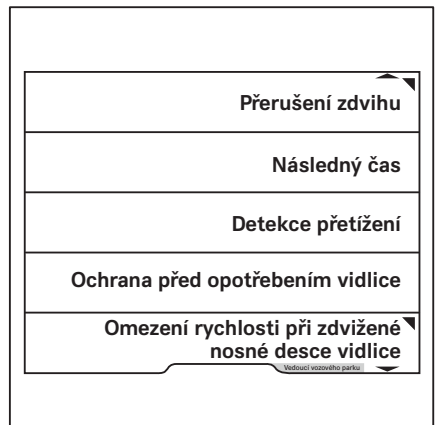 Přerušení zdvihu
Následný čas
Detekce přetížení
Ochrana před opotřebením vidlice
Omezení rychlosti při zdvižené
nosné desce vidlice
Vedoucí vozového parku